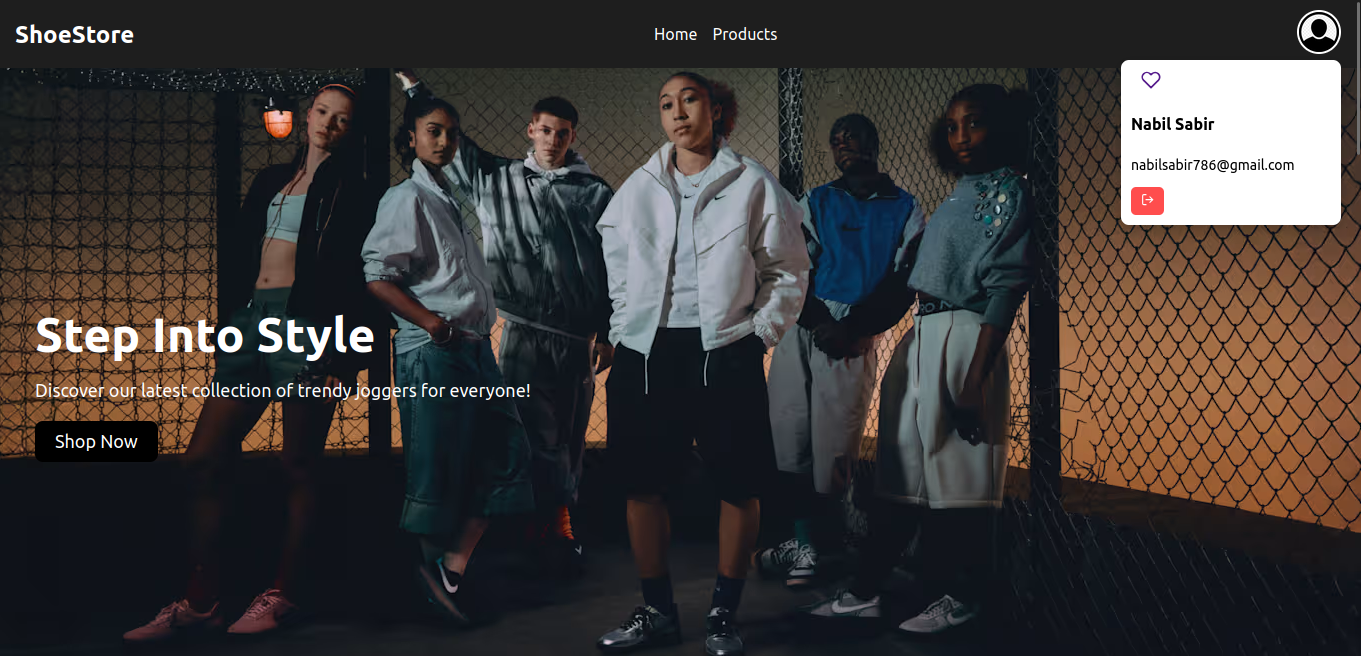 ShoeStore
Home Products
Nabil Sabir
nabilsabir786@gmail.com
Step Into Style
Discover our latest collection of trendy joggers for everyone!
Shop Now